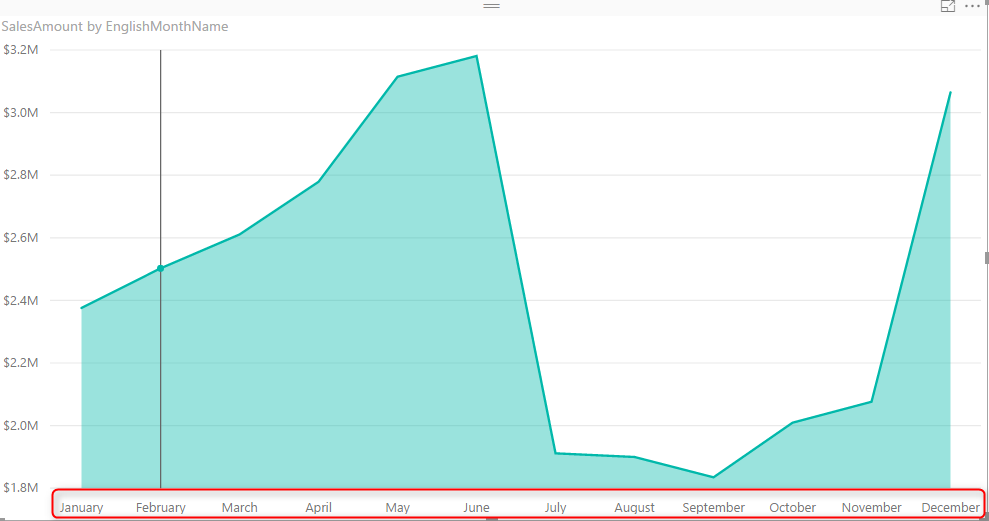 SalesAmount by EnglishMonthName
$3.2M
$3.0M
$2.8M
$2.6M
$2.4M
$2.2M
$2.0M
$1.8M
January February March April May June July August September October November December